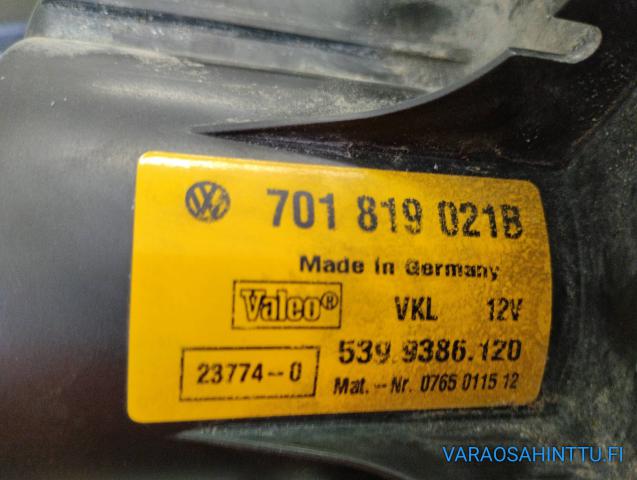 701 819 021B
Made in Germany
Valeo® VKL 12V
539.9386.120
23774-0
Mat.-Nr. 0765 0115 12
VARAOSAHINTTU.FI